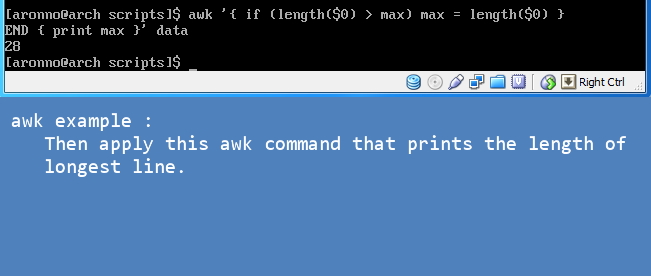 [aronno@arch scripts]$ awk '{ if (length($0) > max) max = length($0) }
END { print max }' data
28
[aronno@arch scripts]$ _
Right Ctrl
awk example :
Then apply this awk command that prints the length of
longest line.